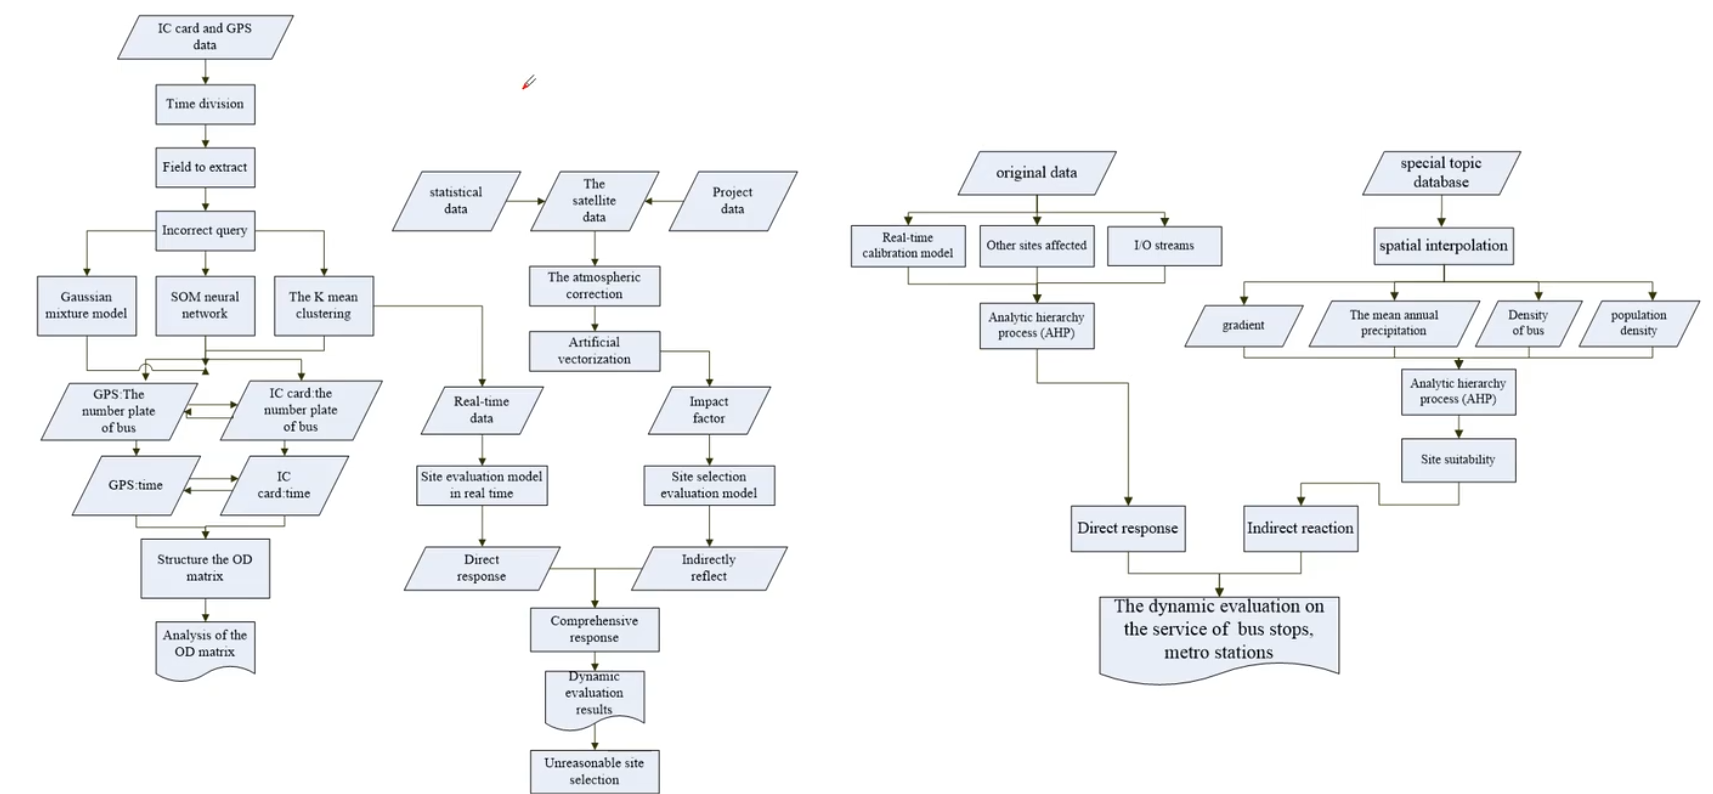 IC card and GPS
data
Time division
Field to extract
Incorrect query
Gaussian
mixture model
SOM neural
network
The K mean
clustering
GPS:The
number plate
of bus
IC card:the
number plate
of bus
GPS:time
IC
card:time
Structure the OD
matrix
Analysis of the
OD matrix
statistical
data
The
satellite
data
Project
data
The atmospheric
correction
Artificial
vectorization
Real-time
data
Impact
factor
Site evaluation model
in real time
Site selection
evaluation model
Direct
response
Indirectly
reflect
Comprehensive
response
Dynamic
evaluation
results
Unreasonable site
selection
original data
Real-time
calibration model
Other sites affected
I/O streams
Analytic hierarchy
process (AHP)
special topic
database
spatial interpolation
gradient
The mean annual
precipitation
Density
of bus
population
density
Analytic hierarchy
process (AHP)
Site suitability
Direct response
Indirect reaction
The dynamic evaluation on
the service of bus stops,
metro stations